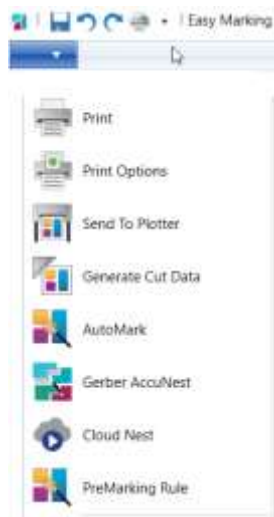 Easy Marking
Print
Print Options
Send To Plotter
Generate Cut Data
AutoMark
Gerber AccuNest
Cloud Nest
PreMarking Rule